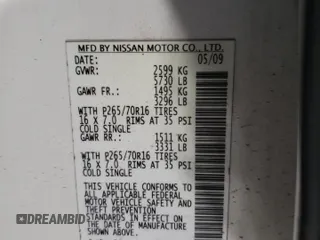 MFD BY NISSAN MOTOR CO., LTD.
DATE: 05/09
GVWR: 2599 KG
5730 LB
GAWR FR.: 1495 KG
3296 LB
WITH P265/70R16 TIRES
16 X 7.0 RIMS AT 35 PSI
COLD SINGLE
GAWR RR.: 1511 KG
3331 LB
WITH P265/70R16 TIRES
16 X 7.0 RIMS AT 35 PSI
COLD SINGLE
THIS VEHICLE CONFORMS TO
ALL APPLICABLE FEDERAL
MOTOR VEHICLE SAFETY AND
THEFT PREVENTION
STANDARDS IN EFFECT ON
THE DATE OF MANUFACTURE
DREAMBID